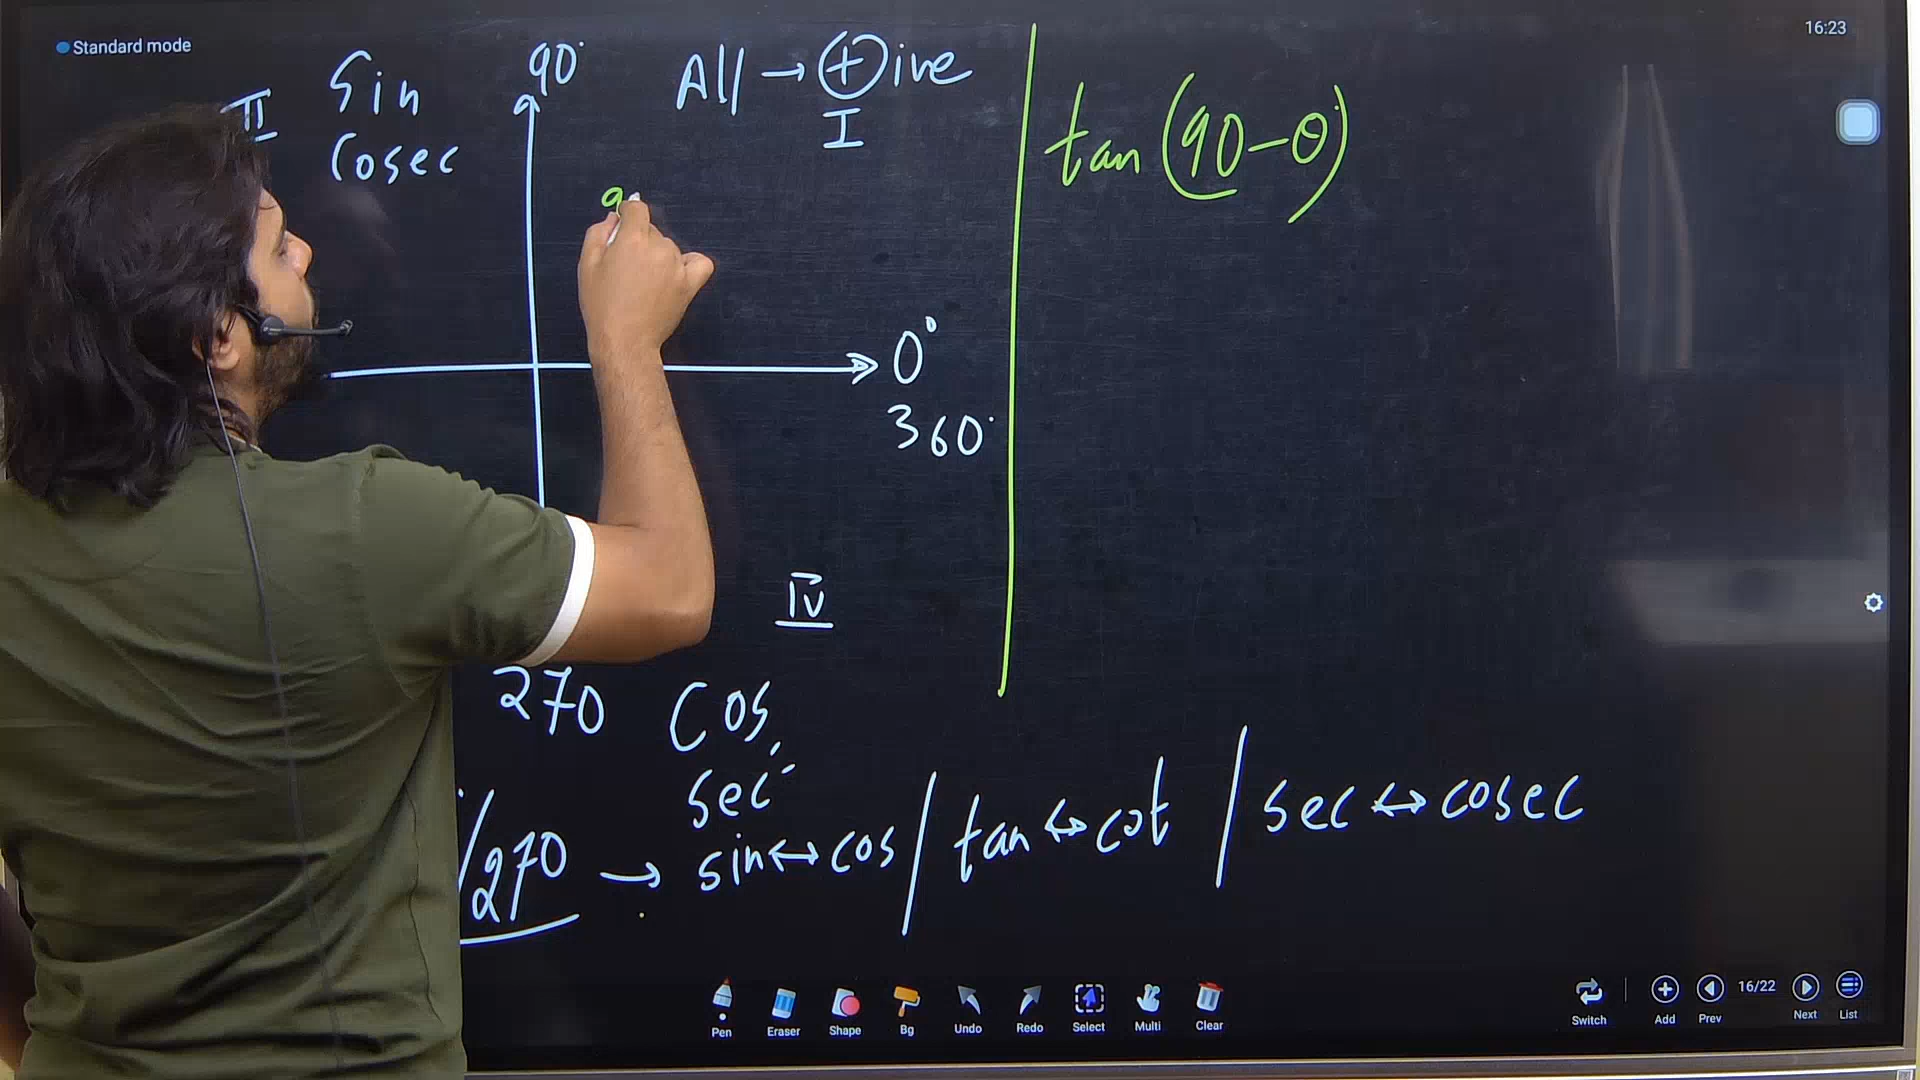 Standard mode
16:23
II Sin 90° All → + ive
Cosec I
tan (90-θ)
9
0°
360°
IV
270 Cos,
sec
/270 → sin↔cos / tan↔cot / sec↔cosec
Pen Eraser Shape Bg Undo Redo Select Multi Clear
Switch Add Prev 16/22 Next List